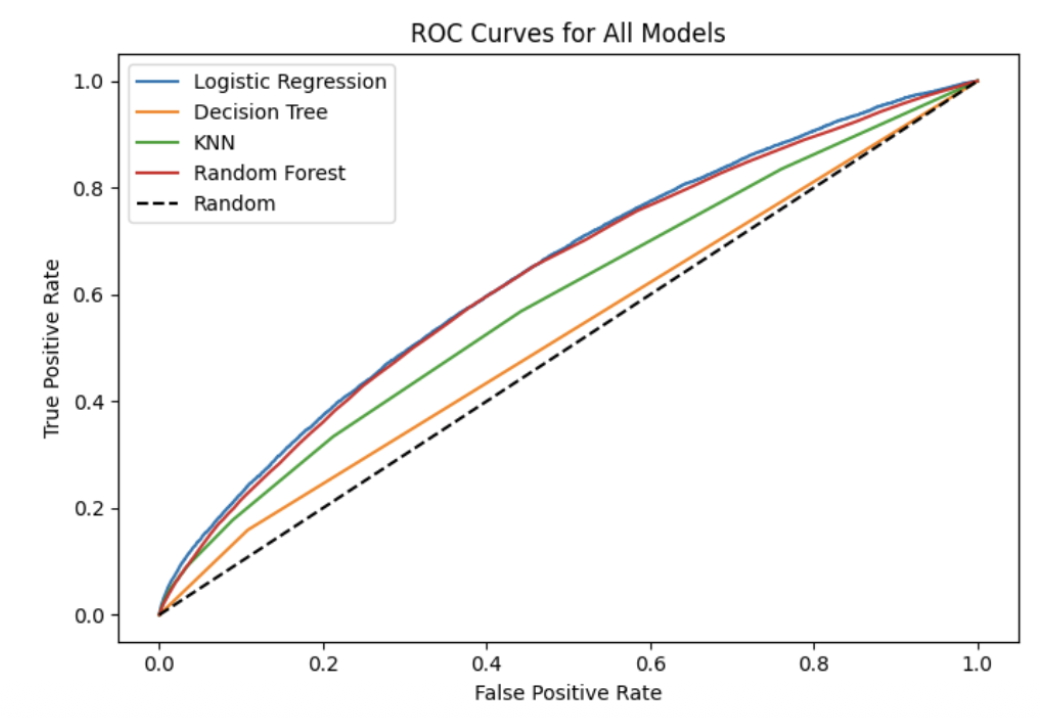 ROC Curves for All Models
Logistic Regression
Decision Tree
KNN
Random Forest
Random
True Positive Rate
1.0
0.8
0.6
0.4
0.2
0.0
0.0 0.2 0.4 0.6 0.8 1.0
False Positive Rate